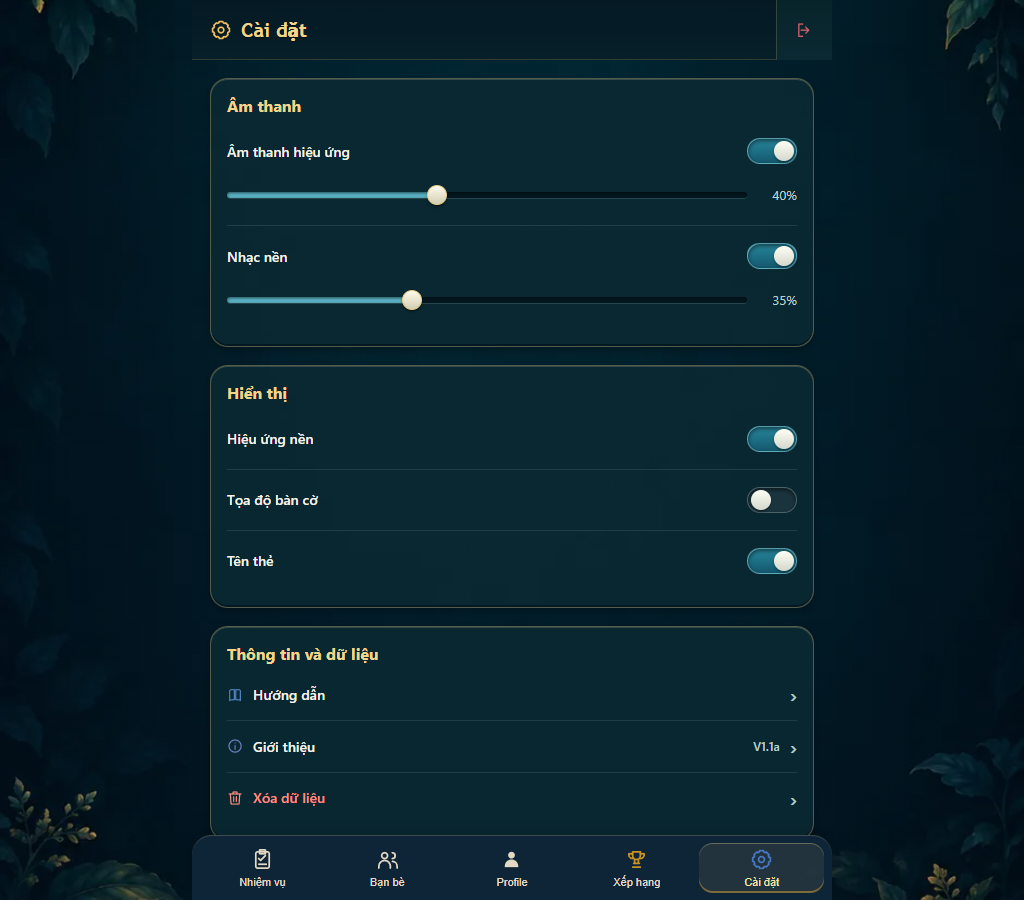 Cài đặt
Âm thanh
Âm thanh hiệu ứng
40%
Nhạc nền
35%
Hiển thị
Hiệu ứng nền
Tọa độ bàn cờ
Tên thẻ
Thông tin và dữ liệu
Hướng dẫn
Giới thiệu V1.1a
Xóa dữ liệu
Nhiệm vụ Bạn bè Profile Xếp hạng Cài đặt